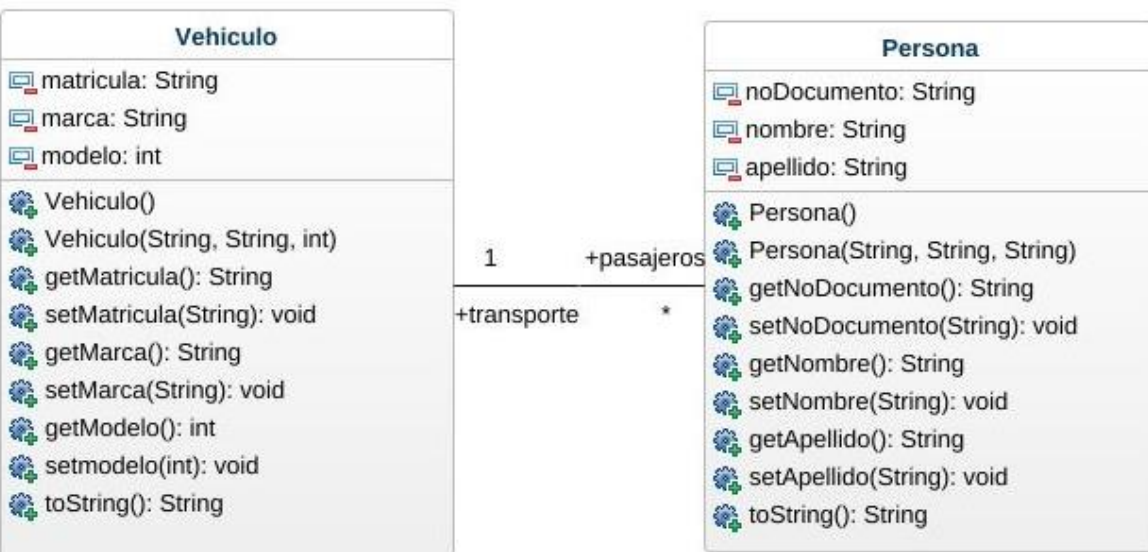 Vehiculo
matricula: String
marca: String
modelo: int
Vehiculo()
Vehiculo(String, String, int)
getMatricula(): String
setMatricula(String): void
getMarca(): String
setMarca(String): void
getModelo(): int
setmodelo(int): void
toString(): String
1
+pasajeros
+transporte
*
Persona
noDocumento: String
nombre: String
apellido: String
Persona()
Persona(String, String, String)
getNoDocumento(): String
setNoDocumento(String): void
getNombre(): String
setNombre(String): void
getApellido(): String
setApellido(String): void
toString(): String